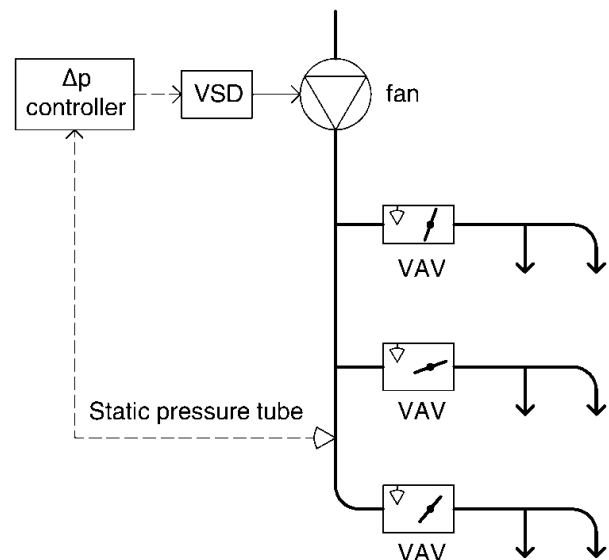 Δp
controller
VSD
fan
VAV
VAV
Static pressure tube
VAV